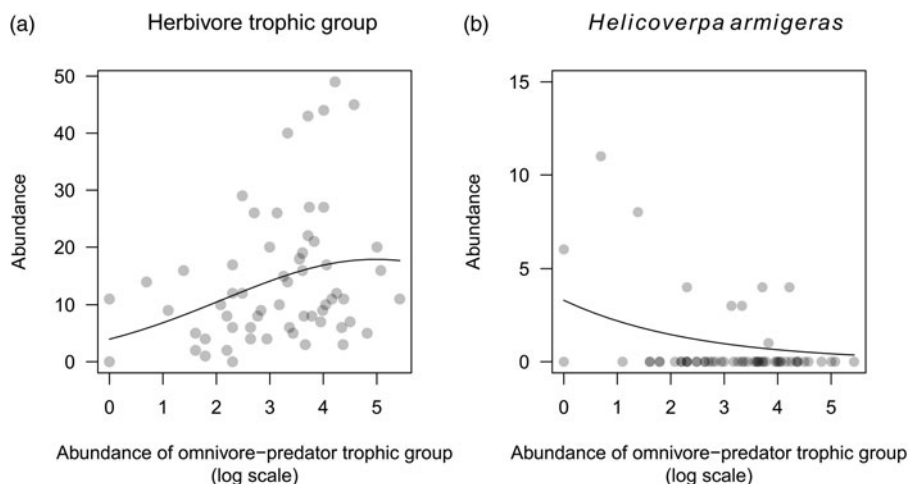 (a) Herbivore trophic group
Abundance
50
40
30
20
10
0
0 1 2 3 4 5
Abundance of omnivore−predator trophic group
(log scale)
(b) Helicoverpa armigeras
Abundance
15
10
5
0
0 1 2 3 4 5
Abundance of omnivore−predator trophic group
(log scale)